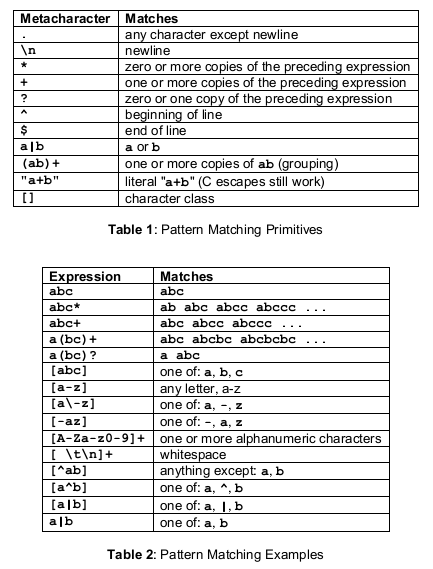 Metacharacter Matches
. any character except newline
\n newline
* zero or more copies of the preceding expression
+ one or more copies of the preceding expression
? zero or one copy of the preceding expression
^ beginning of line
$ end of line
a|b a or b
(ab)+ one or more copies of ab (grouping)
"a+b" literal "a+b" (C escapes still work)
[] character class
Table 1: Pattern Matching Primitives
Expression Matches
abc abc
abc* ab abc abcc abccc ...
abc+ abc abcc abccc ...
a(bc)+ abc abcbc abcbcbc ...
a(bc)? a abc
[abc] one of: a, b, c
[a-z] any letter, a-z
[a\-z] one of: a, -, z
[-az] one of: -, a, z
[A-Za-z0-9]+ one or more alphanumeric characters
[ \t\n]+ whitespace
[^ab] anything except: a, b
[a^b] one of: a, ^, b
[a|b] one of: a, |, b
a|b one of: a, b
Table 2: Pattern Matching Examples